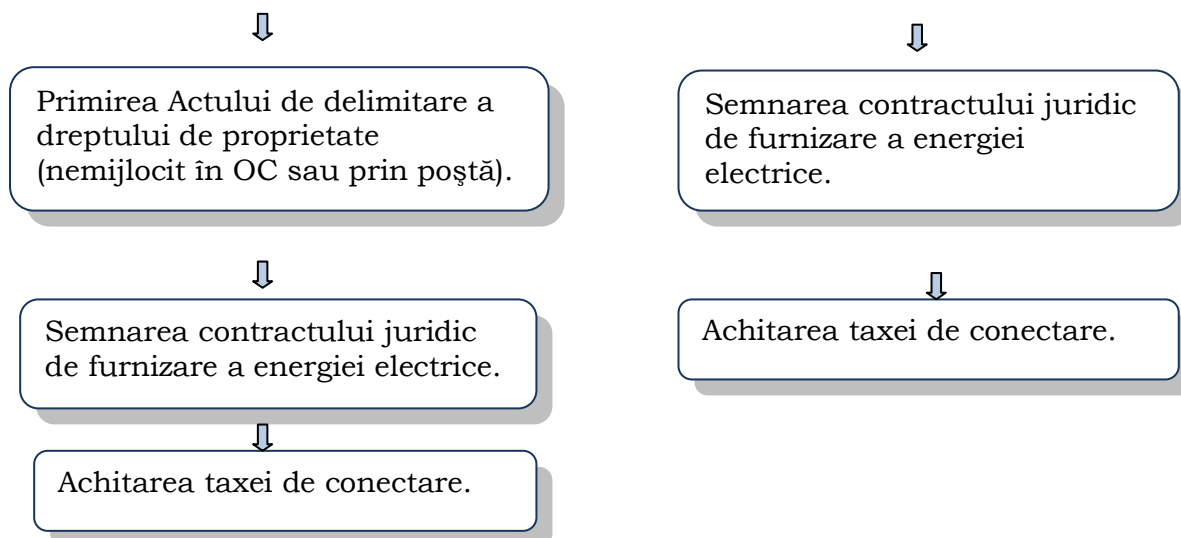 Primirea Actului de delimitare a
dreptului de proprietate
(nemijlocit în OC sau prin poştă).
Semnarea contractului juridic
de furnizare a energiei electrice.
Achitarea taxei de conectare.
Semnarea contractului juridic
de furnizare a energiei
electrice.
Achitarea taxei de conectare.